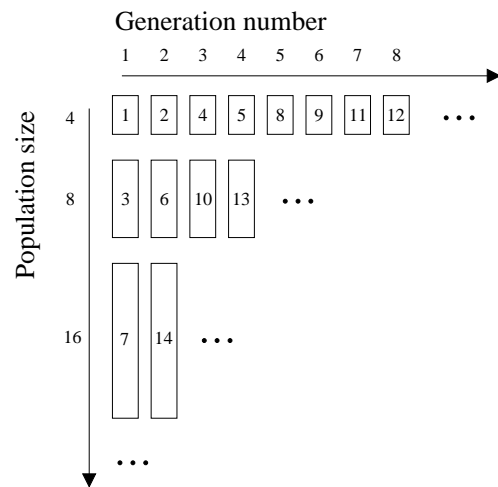 Generation number
1 2 3 4 5 6 7 8
Population size
4 1 2 4 5 8 9 11 12 ...
8 3 6 10 13 ...
16 7 14 ...
...